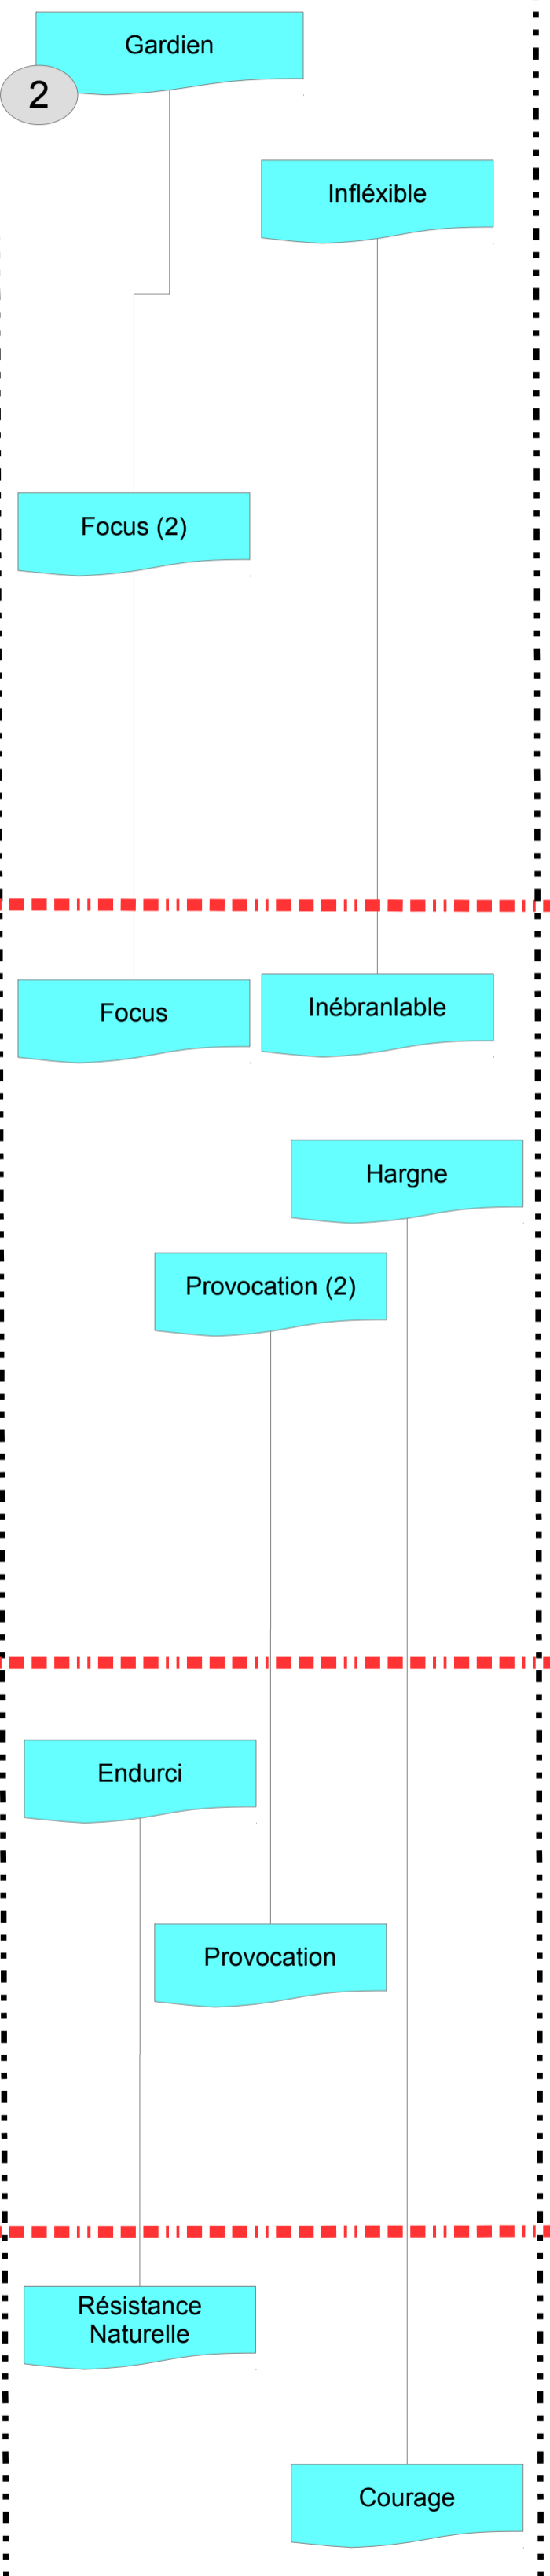 Gardien
2
Infléxible
Focus (2)
Focus
Inébranlable
Hargne
Provocation (2)
Endurci
Provocation
Résistance
Naturelle
Courage